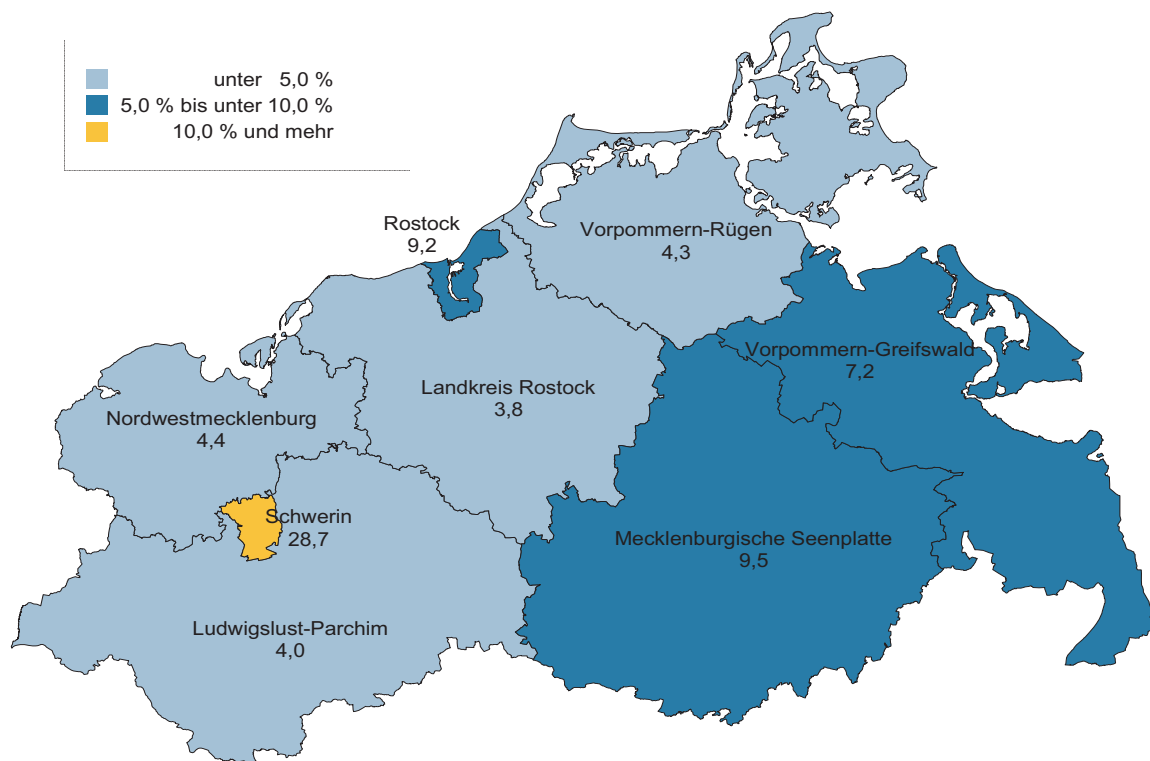 unter 5,0 %
5,0 % bis unter 10,0 %
10,0 % und mehr
Rostock
9,2
Vorpommern-Rügen
4,3
Vorpommern-Greifswald
7,2
Landkreis Rostock
3,8
Nordwestmecklenburg
4,4
Schwerin
28,7
Mecklenburgische Seenplatte
9,5
Ludwigslust-Parchim
4,0